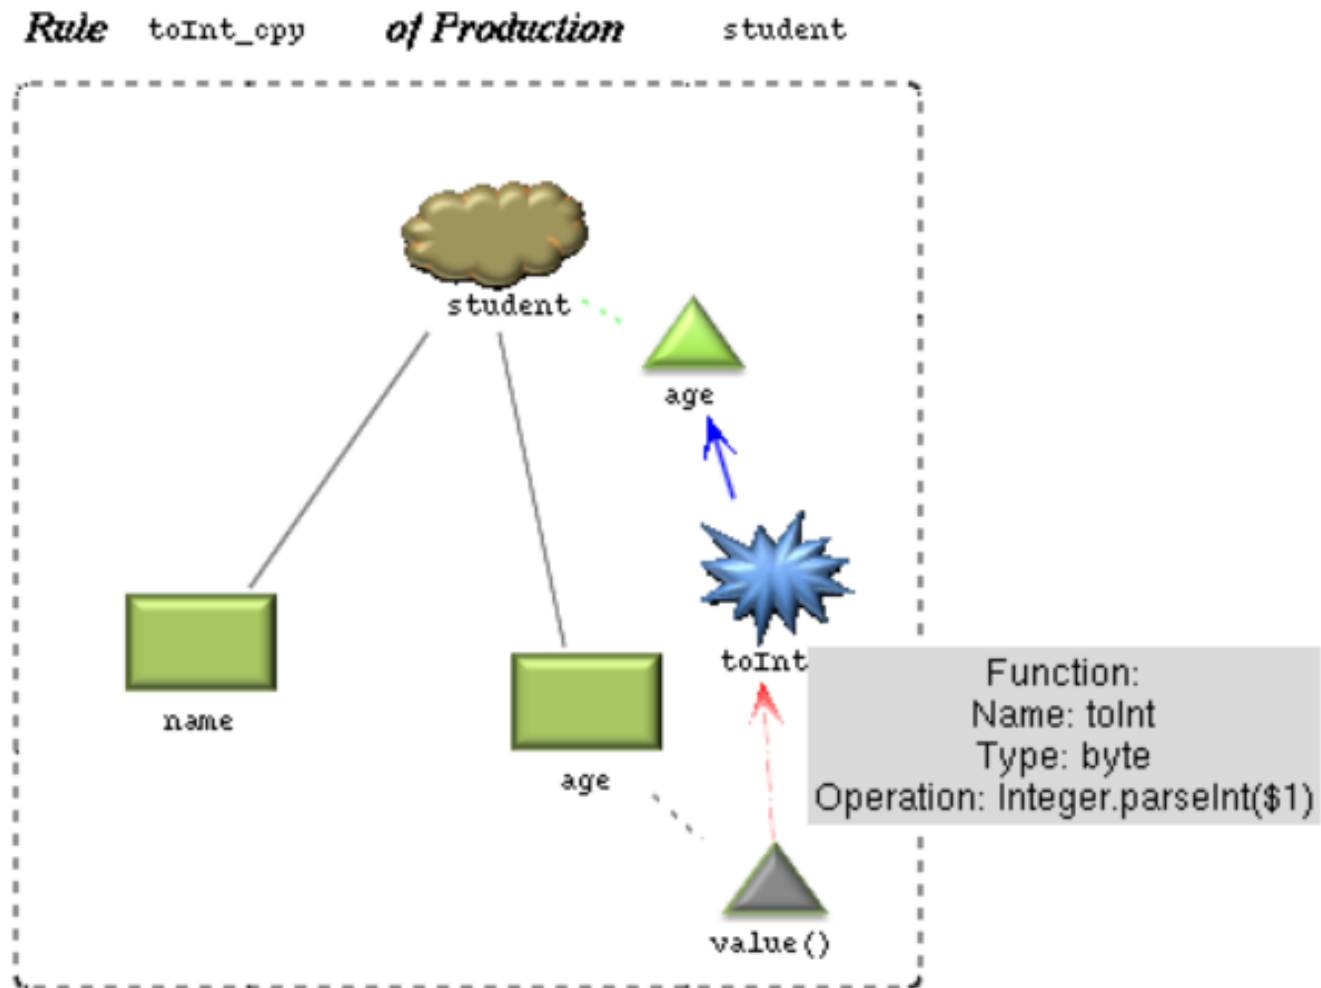 Rule toInt_cpy of Production student
student
age
toInt
name
age
value()
Function:
Name: toInt
Type: byte
Operation: Integer.parseInt($1)